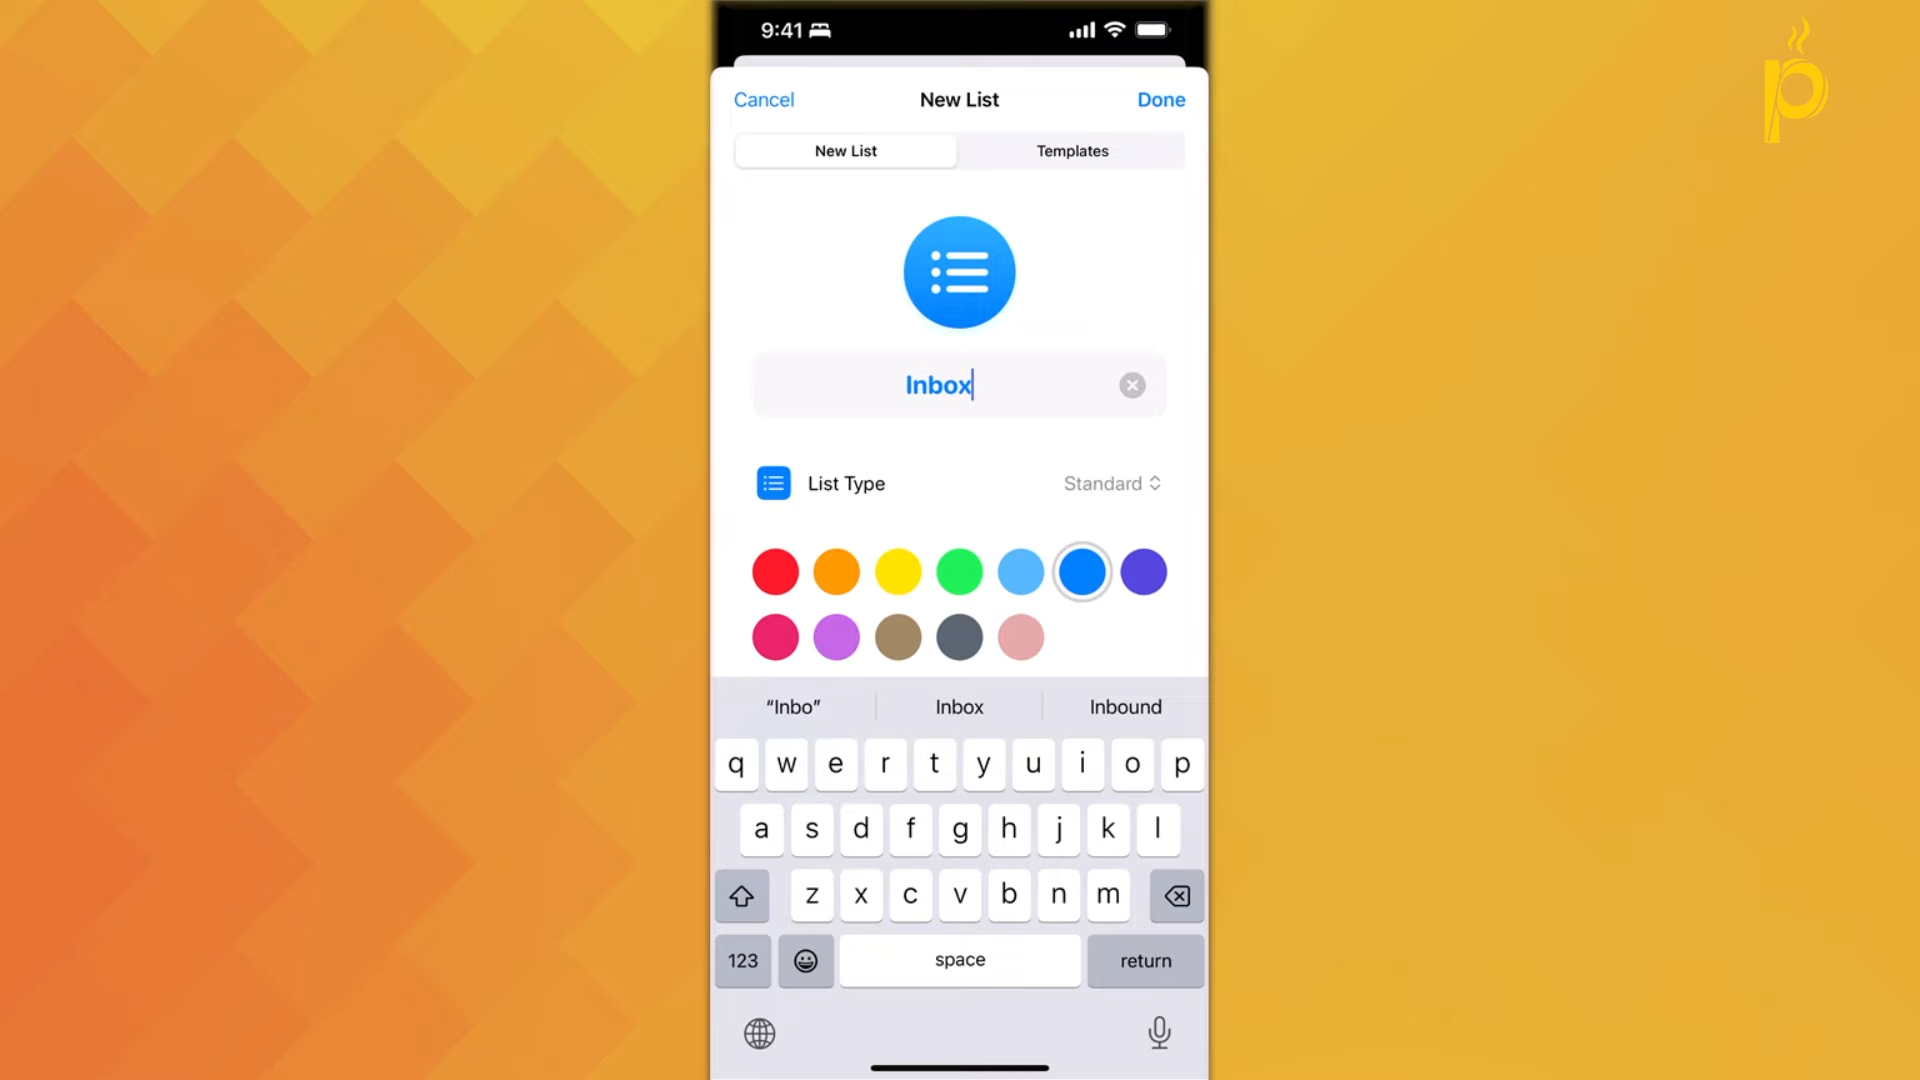 9:41
Cancel New List Done
New List Templates
Inbox
List Type Standard
“Inbo” Inbox Inbound
q w e r t y u i o p
a s d f g h j k l
z x c v b n m
123 space return
p